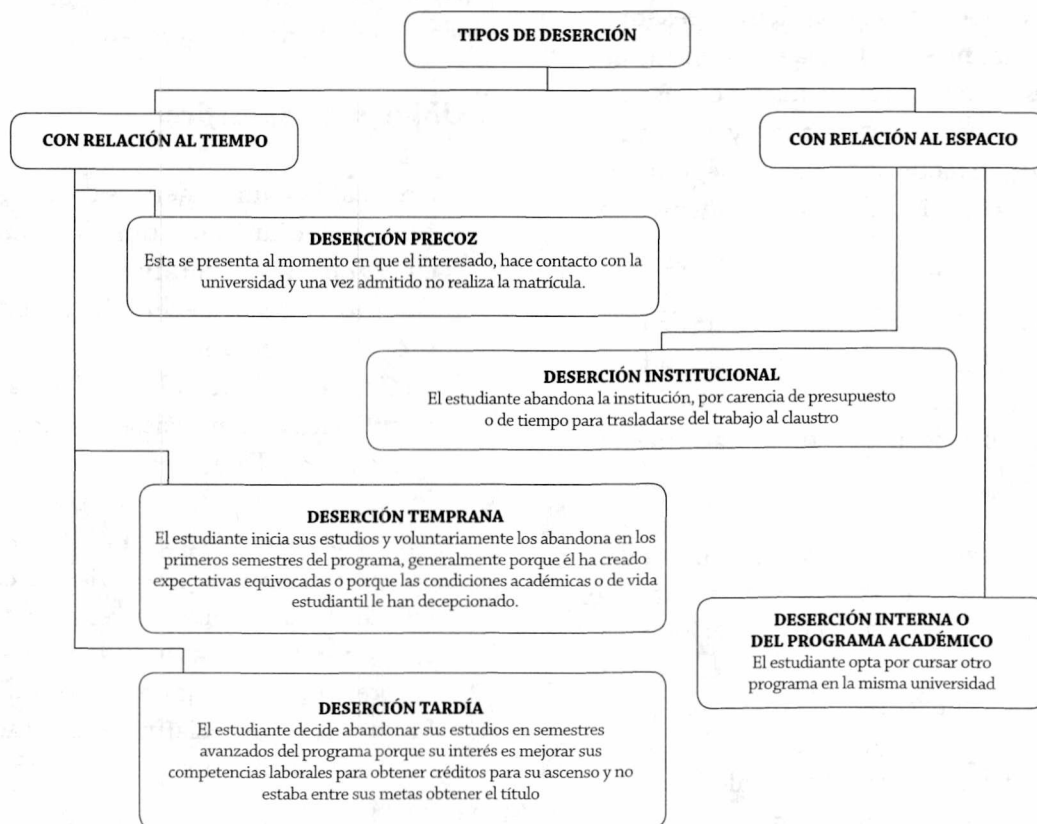 TIPOS DE DESERCIÓN
CON RELACIÓN AL TIEMPO
CON RELACIÓN AL ESPACIO
DESERCIÓN PRECOZ
Esta se presenta al momento en que el interesado, hace contacto con la
universidad y una vez admitido no realiza la matrícula.
DESERCIÓN INSTITUCIONAL
El estudiante abandona la institución, por carencia de presupuesto
o de tiempo para trasladarse del trabajo al claustro
DESERCIÓN TEMPRANA
El estudiante inicia sus estudios y voluntariamente los abandona en los
primeros semestres del programa, generalmente porque él ha creado
expectativas equivocadas o porque las condiciones académicas o de vida
estudiantil le han decepcionado.
DESERCIÓN INTERNA O
DEL PROGRAMA ACADÉMICO
El estudiante opta por cursar otro
programa en la misma universidad
DESERCIÓN TARDÍA
El estudiante decide abandonar sus estudios en semestres
avanzados del programa porque su interés es mejorar sus
competencias laborales para obtener créditos para su ascenso y no
estaba entre sus metas obtener el título